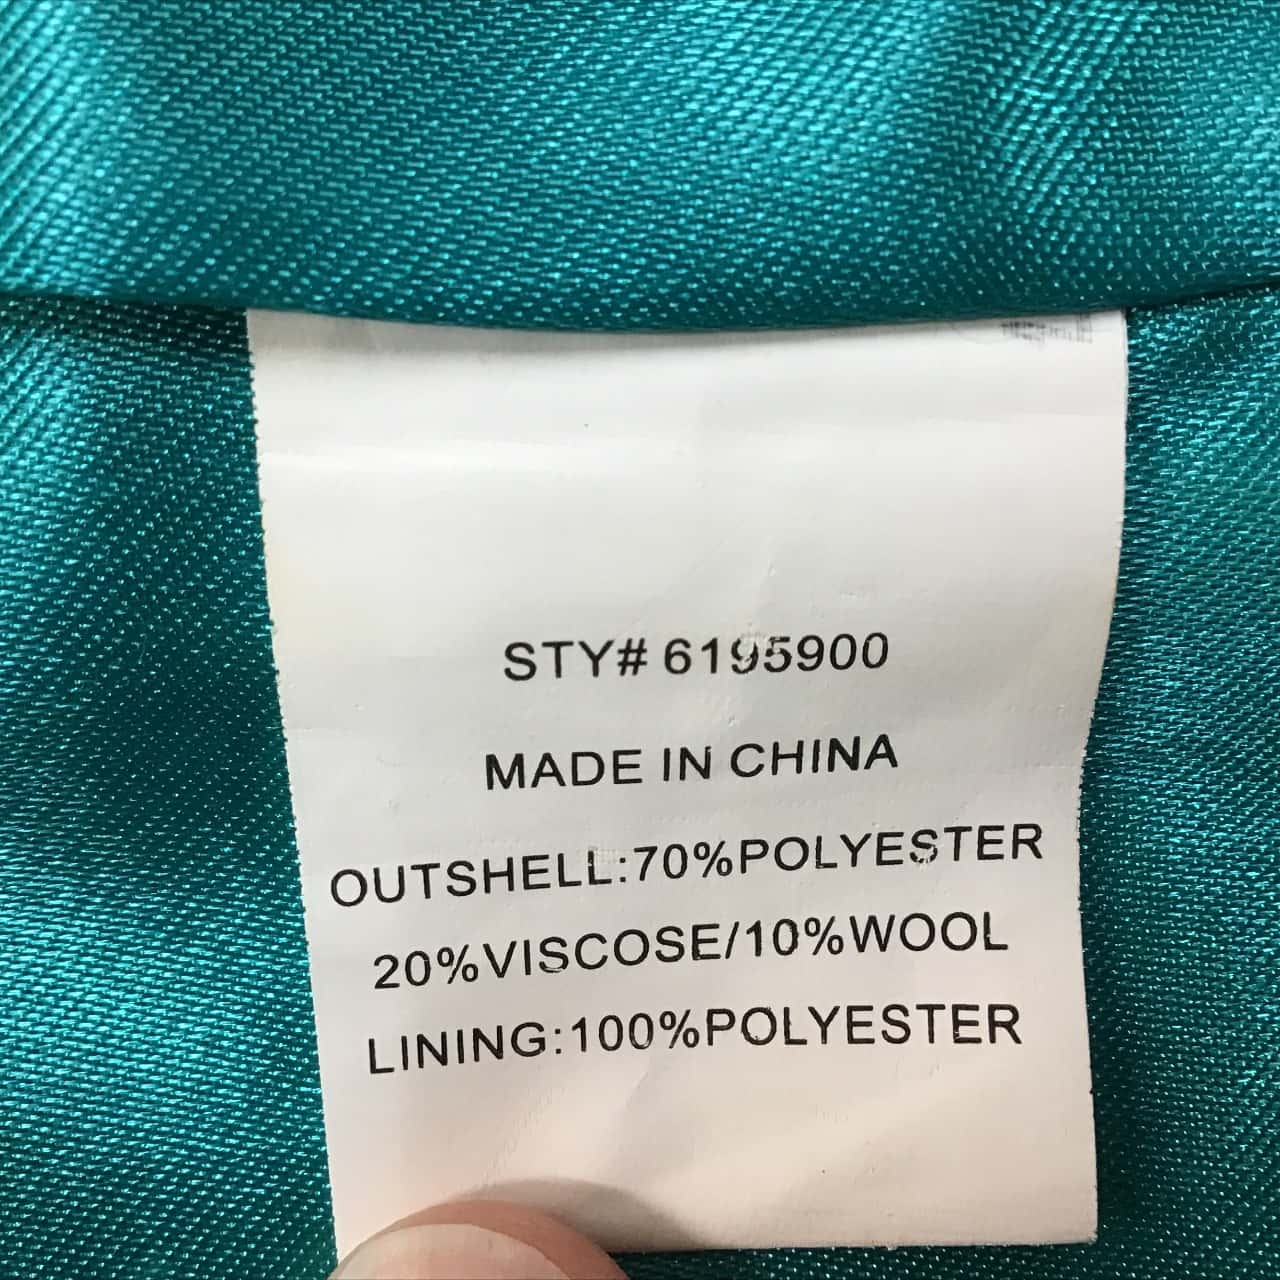 STY# 6195900
MADE IN CHINA
OUTSHELL:70%POLYESTER
20%VISCOSE/10%WOOL
LINING:100%POLYESTER